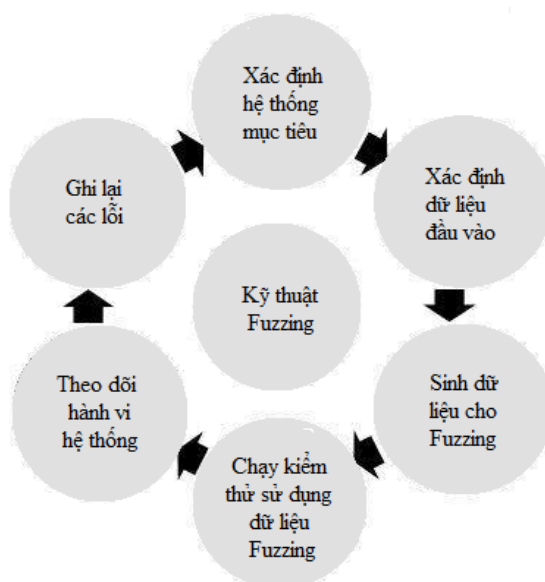 Xác định
hệ thống
mục tiêu
Xác định
dữ liệu
đầu vào
Sinh dữ
liệu cho
Fuzzing
Chạy kiểm
thử sử dụng
dữ liệu
Fuzzing
Theo dõi
hành vi
hệ thống
Ghi lại
các lỗi
Kỹ thuật
Fuzzing